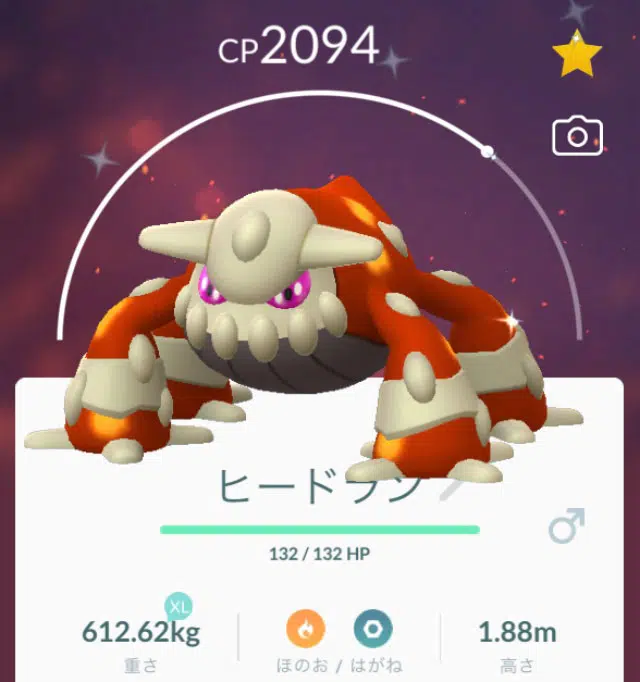 CP2094
ヒードラン
132 / 132 HP
XL
612.62kg
1.88m
重さ
ほのお / はがね
高さ